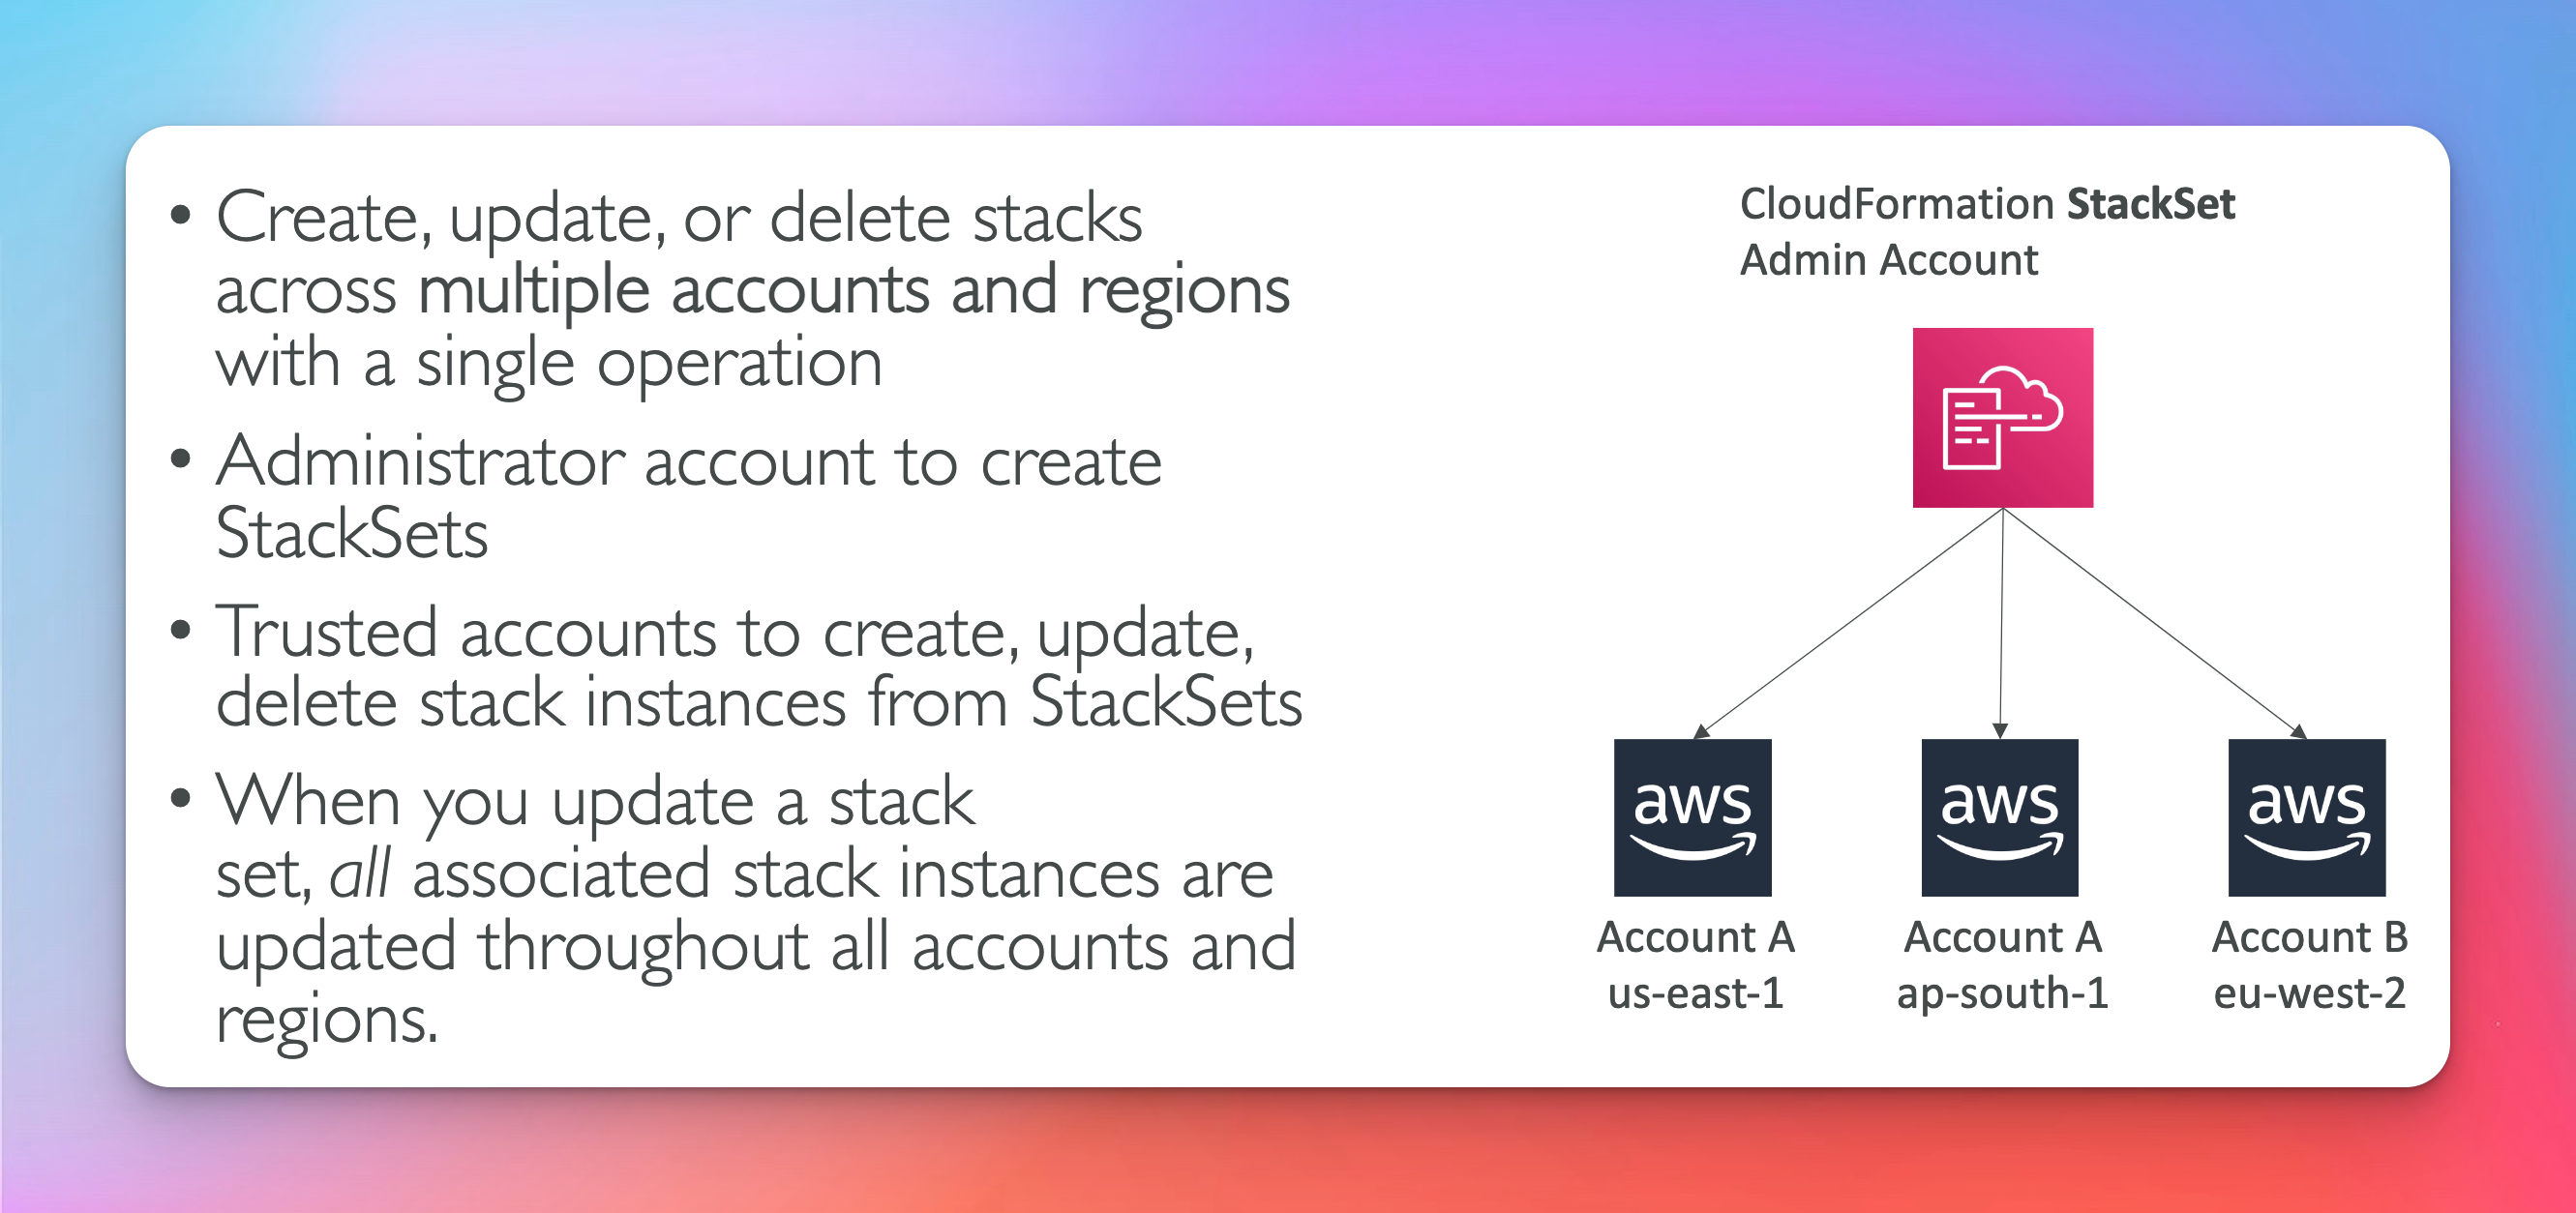 • Create, update, or delete stacks
across multiple accounts and regions
with a single operation
• Administrator account to create
StackSets
• Trusted accounts to create, update,
delete stack instances from StackSets
• When you update a stack
set, all associated stack instances are
updated throughout all accounts and
regions.
CloudFormation StackSet
Admin Account
aws
aws
aws
Account A
us-east-1
Account A
ap-south-1
Account B
eu-west-2